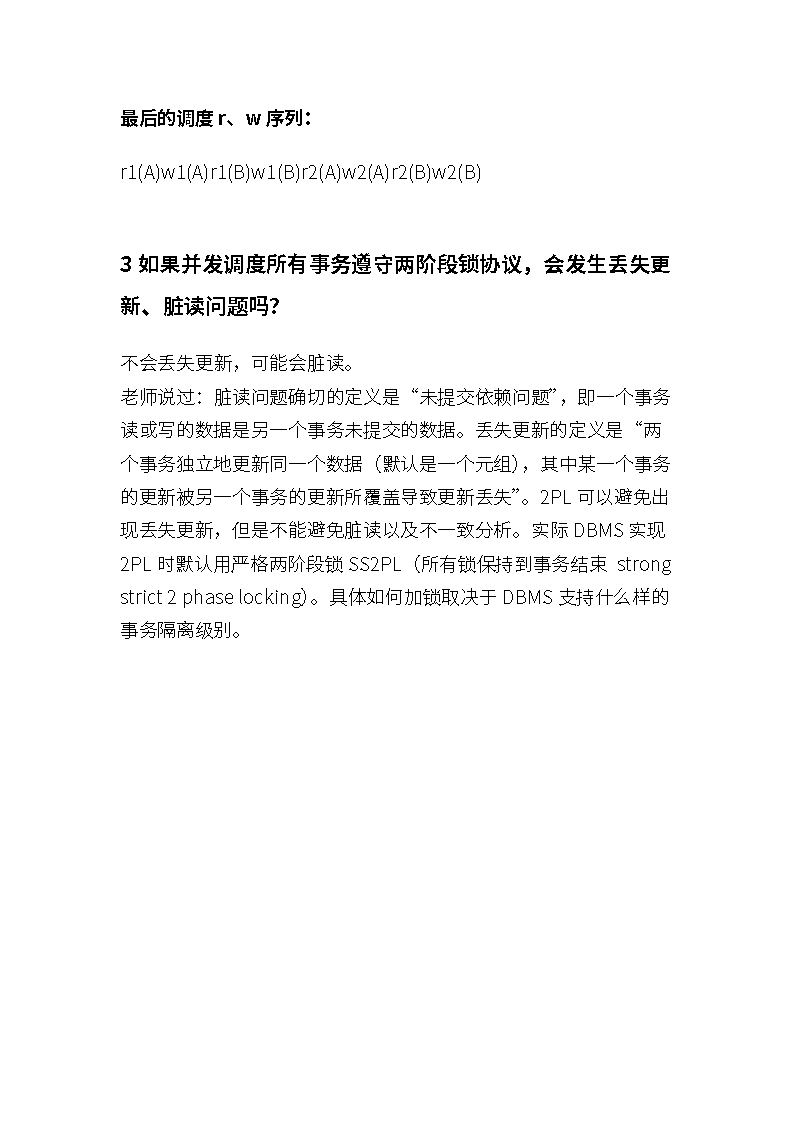 最后的调度 r、w 序列：
r1(A)w1(A)r1(B)w1(B)r2(A)w2(A)r2(B)w2(B)
3 如果并发调度所有事务遵守两阶段锁协议，会发生丢失更
新、脏读问题吗？
不会丢失更新，可能会脏读。
老师说过：脏读问题确切的定义是“未提交依赖问题”，即一个事务
读或写的数据是另一个事务未提交的数据。丢失更新的定义是“两
个事务独立地更新同一个数据（默认是一个元组），其中某一个事务
的更新被另一个事务的更新所覆盖导致更新丢失”。2PL 可以避免出
现丢失更新，但是不能避免脏读以及不一致分析。实际 DBMS 实现
2PL 时默认用严格两阶段锁 SS2PL（所有锁保持到事务结束 strong
strict 2 phase locking）。具体如何加锁取决于 DBMS 支持什么样的
事务隔离级别。